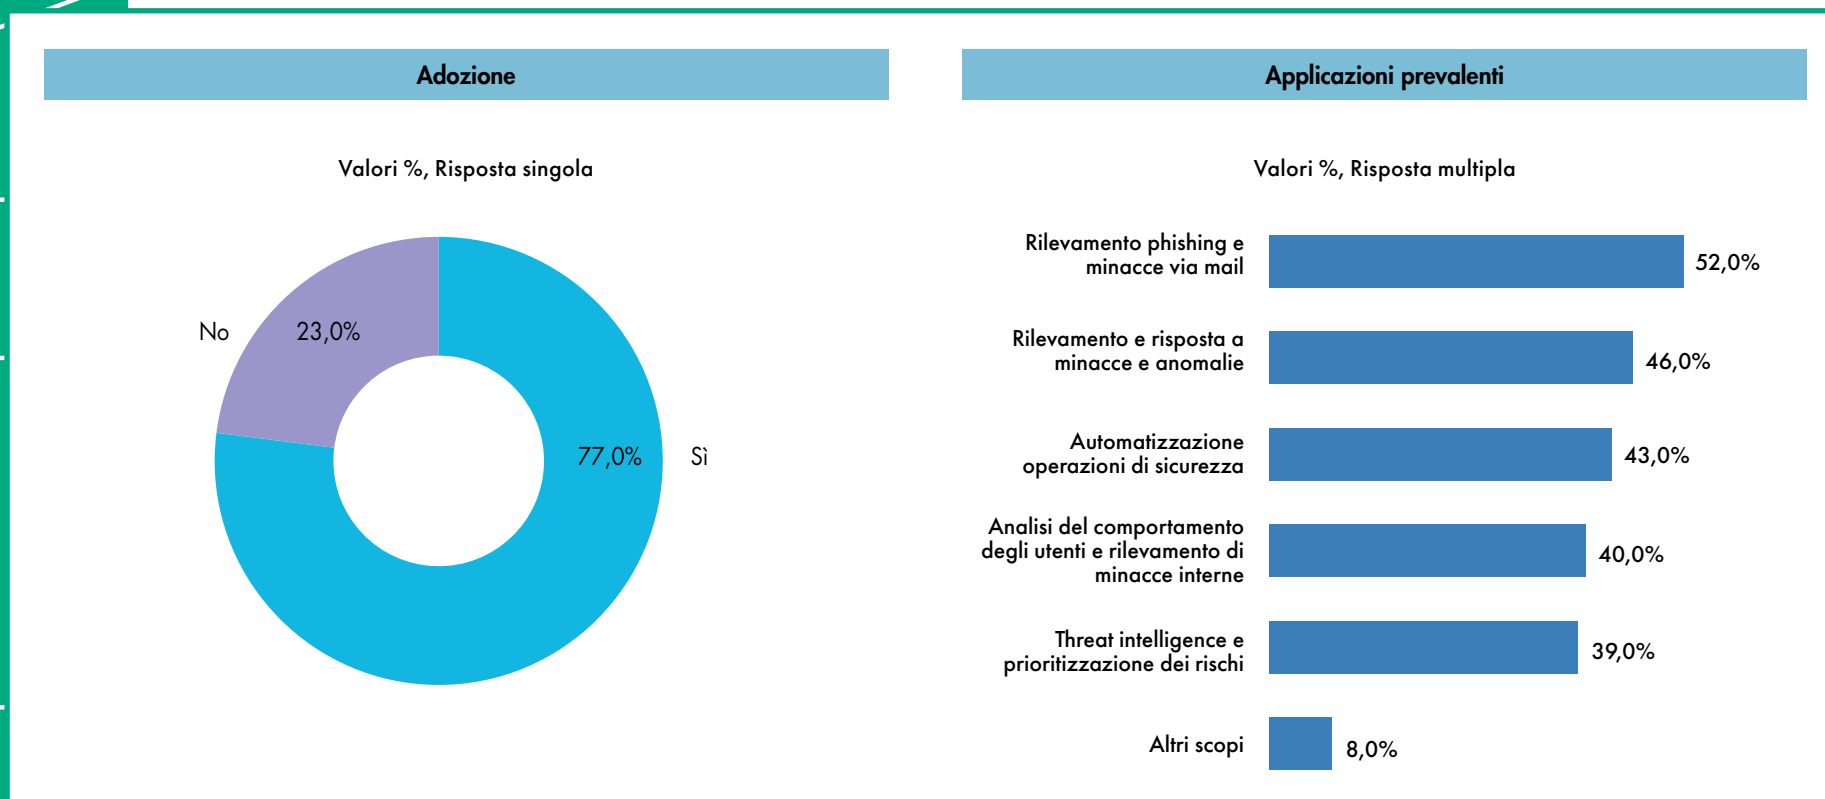 Adozione
Valori %, Risposta singola
No
23,0%
77,0%
Sì
Applicazioni prevalenti
Valori %, Risposta multipla
Rilevamento phishing e
minacce via mail
52,0%
Rilevamento e risposta a
minacce e anomalie
46,0%
Automatizzazione
operazioni di sicurezza
43,0%
Analisi del comportamento
degli utenti e rilevamento di
minacce interne
40,0%
Threat intelligence e
prioritizzazione dei rischi
39,0%
Altri scopi
8,0%